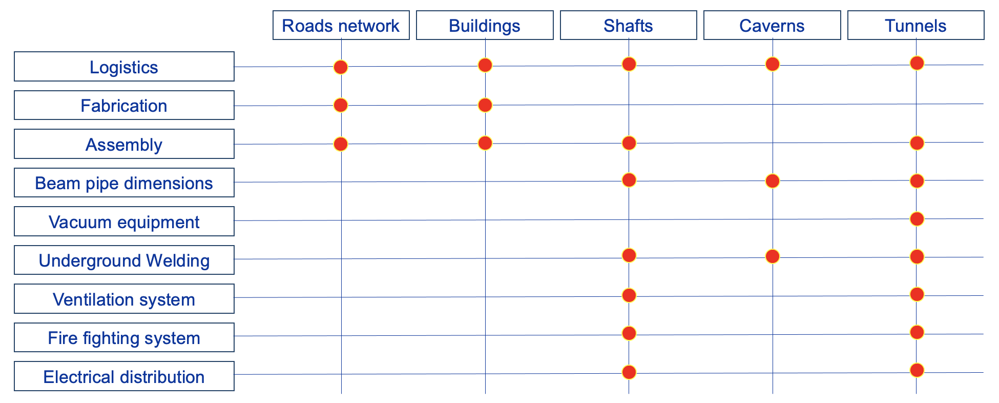 Roads network
Buildings
Shafts
Caverns
Tunnels
Logistics
Fabrication
Assembly
Beam pipe dimensions
Vacuum equipment
Underground Welding
Ventilation system
Fire fighting system
Electrical distribution